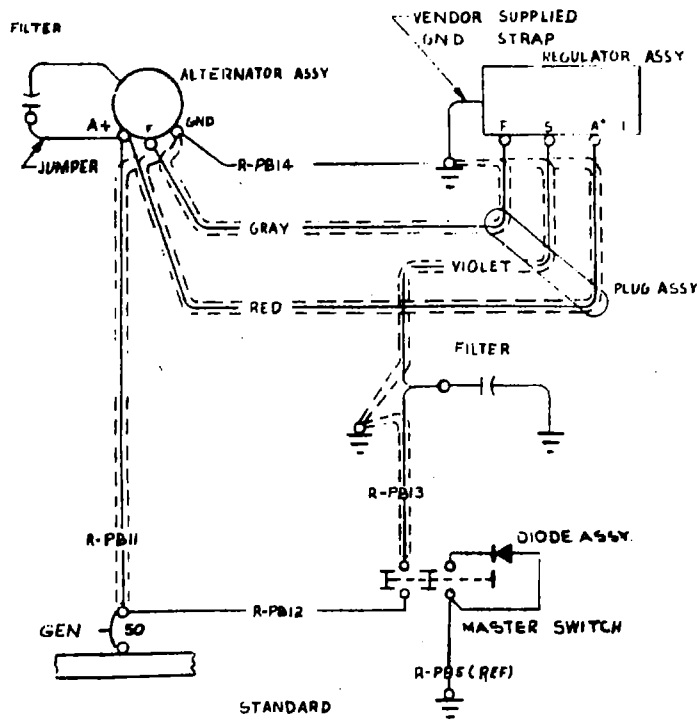 FILTER
VENDOR SUPPLIED
GND STRAP
REGULATOR ASSY
ALTERNATOR ASSY
A+
F
GND
F
S
A+
JUMPER
R-PB14
GRAY
VIOLET
PLUG ASSY
RED
FILTER
R-PB13
R-PB11
DIODE ASSY.
R-PB12
GEN
50
MASTER SWITCH
R-PB5 (REF)
STANDARD